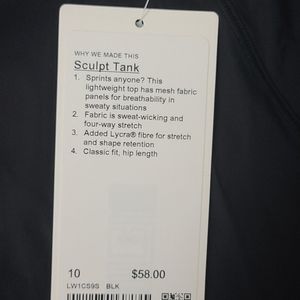 WHY WE MADE THIS
Sculpt Tank
1. Sprints anyone? This
lightweight top has mesh fabric
panels for breathability in
sweaty situations
2. Fabric is sweat-wicking and
four-way stretch
3. Added Lycra® fibre for stretch
and shape retention
4. Classic fit, hip length
10 $58.00
LW1CS9S BLK